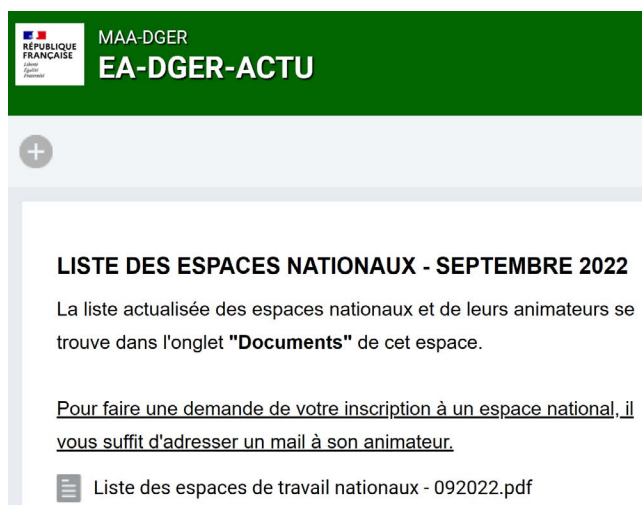 RÉPUBLIQUE
FRANÇAISE
Liberté
Égalité
Fraternité
MAA-DGER
EA-DGER-ACTU
LISTE DES ESPACES NATIONAUX - SEPTEMBRE 2022
La liste actualisée des espaces nationaux et de leurs animateurs se
trouve dans l'onglet "Documents" de cet espace.
Pour faire une demande de votre inscription à un espace national, il
vous suffit d'adresser un mail à son animateur.
Liste des espaces de travail nationaux - 092022.pdf